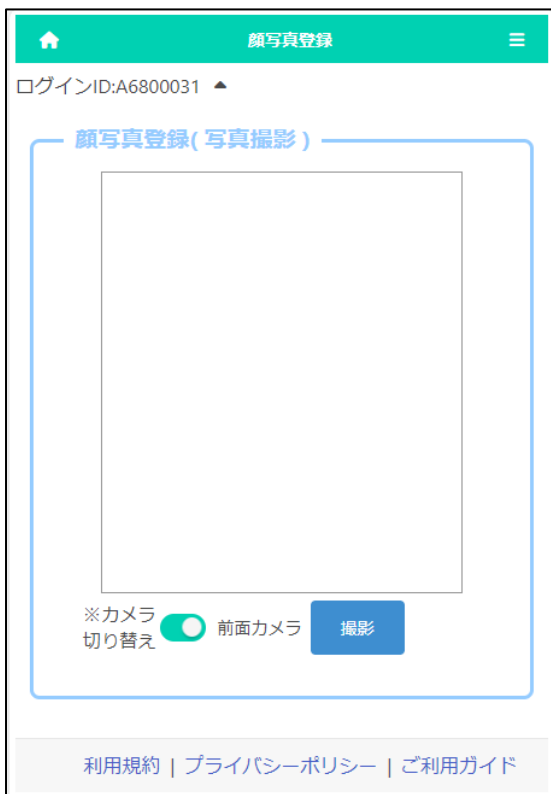 顔写真登録
ログインID:A6800031
顔写真登録( 写真撮影 )
※カメラ
切り替え
前面カメラ
撮影
利用規約 | プライバシーポリシー | ご利用ガイド